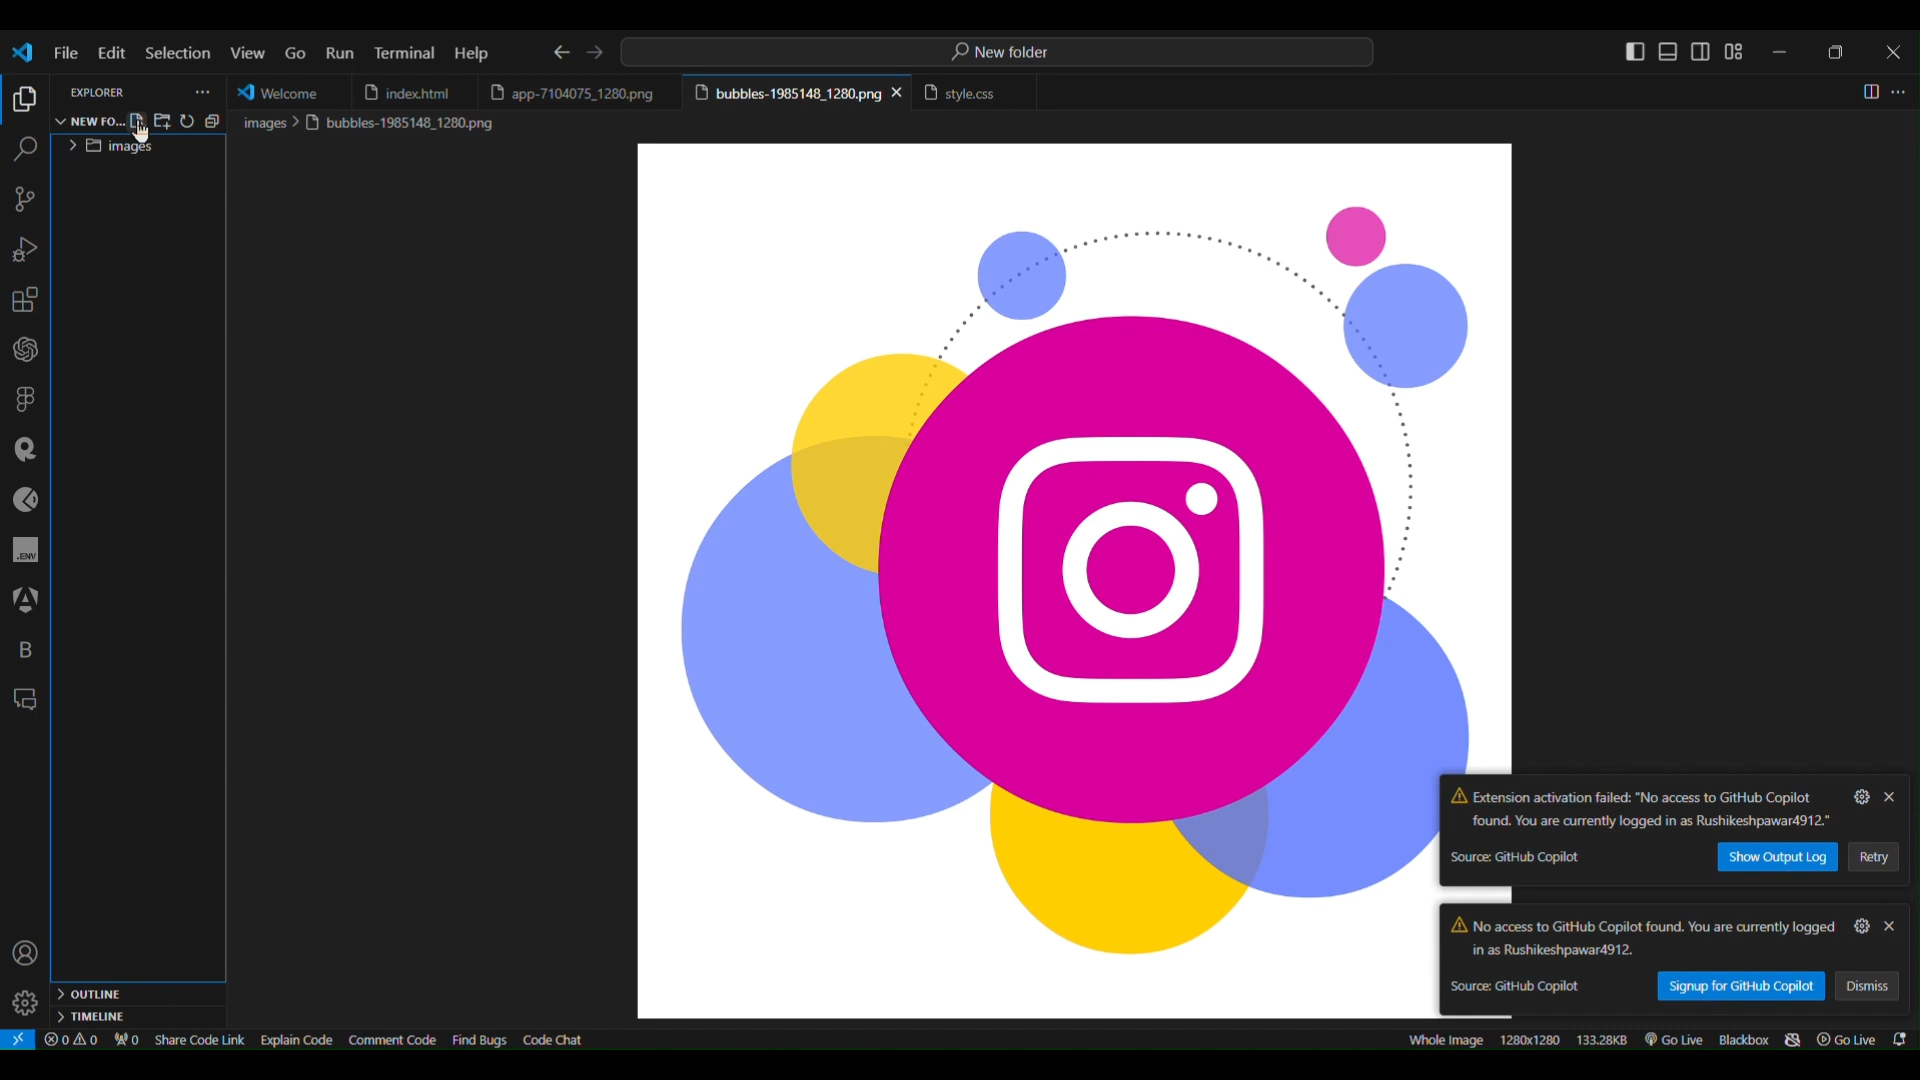 File Edit Selection View Go Run Terminal Help
New folder
EXPLORER
Welcome
index.html
app-7104075_1280.png
bubbles-1985148_1280.png
style.css
NEW FO...
images > bubbles-1985148_1280.png
images
.ENV
B
Extension activation failed: "No access to GitHub Copilot
found. You are currently logged in as Rushikeshpawar4912."
Source: GitHub Copilot
Show Output Log
Retry
No access to GitHub Copilot found. You are currently logged
in as Rushikeshpawar4912.
Source: GitHub Copilot
Signup for GitHub Copilot
Dismiss
OUTLINE
TIMELINE
0 0 0 Share Code Link Explain Code Comment Code Find Bugs Code Chat Whole Image 1280x1280 133.28KB Go Live Blackbox Go Live